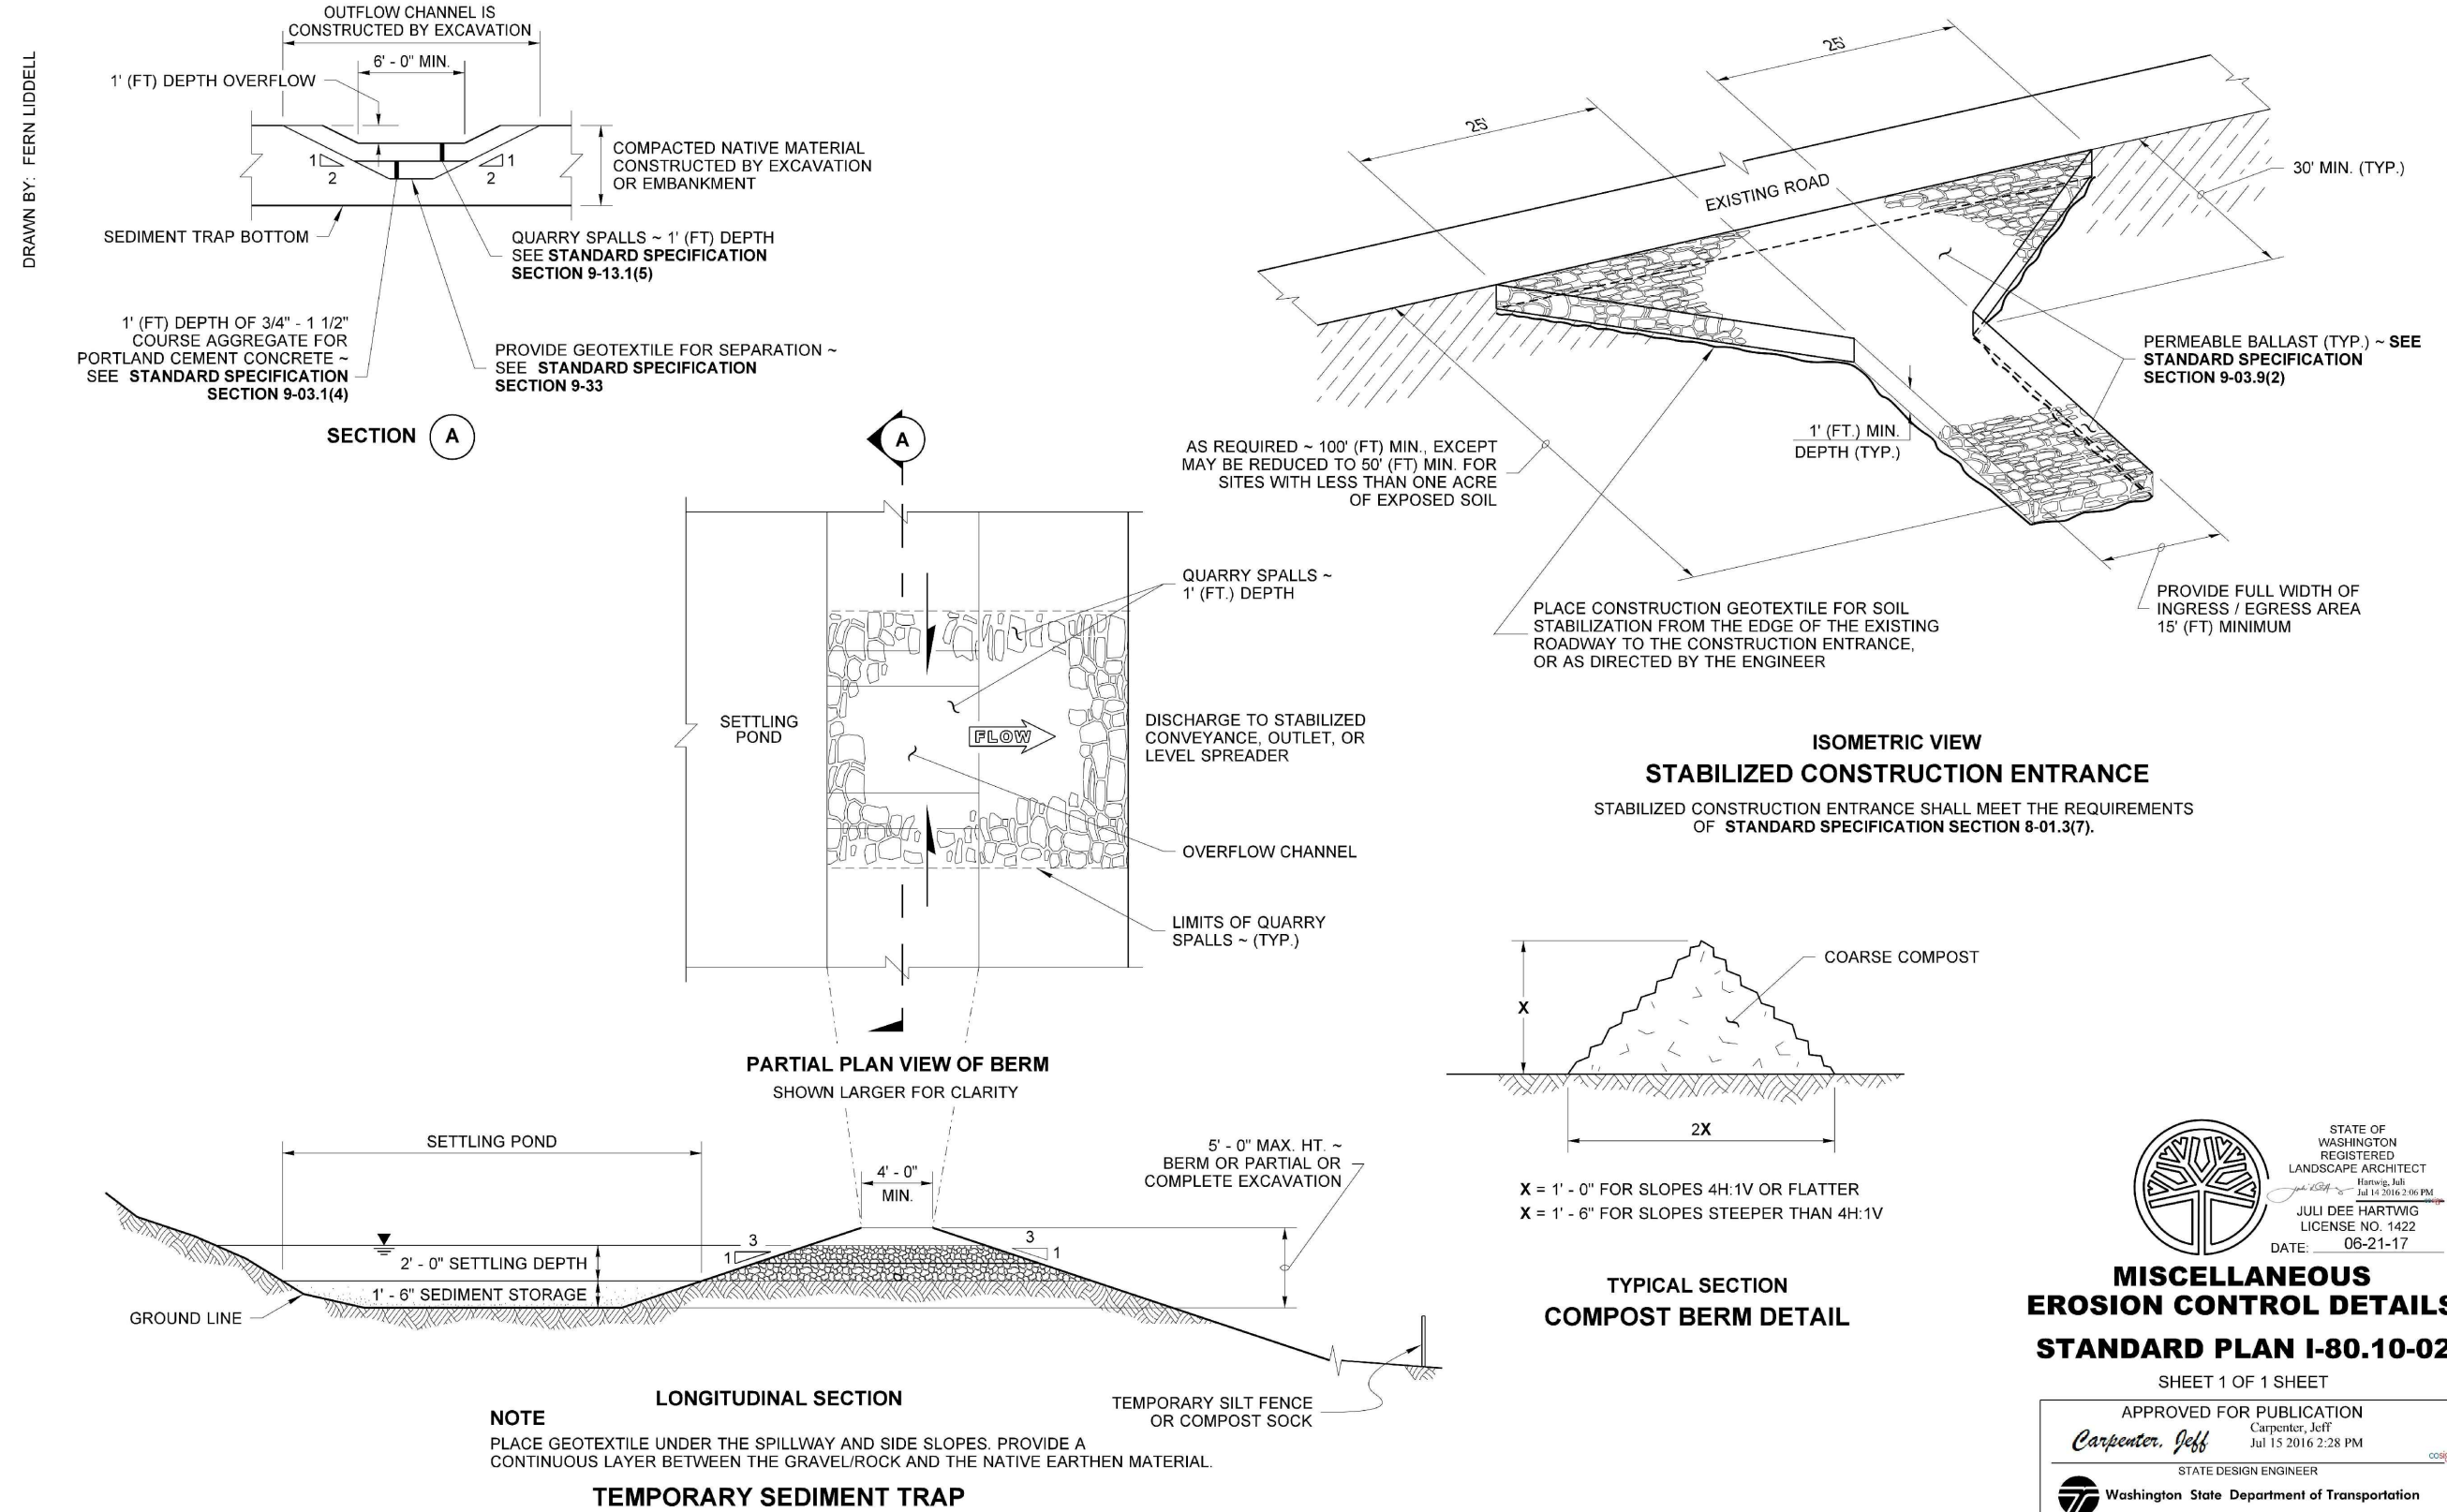 DRAWN BY: FERN LIDDELL
OUTFLOW CHANNEL IS
CONSTRUCTED BY EXCAVATION
6' - 0" MIN.
1' (FT) DEPTH OVERFLOW
1
2
1
2
COMPACTED NATIVE MATERIAL
CONSTRUCTED BY EXCAVATION
OR EMBANKMENT
SEDIMENT TRAP BOTTOM
QUARRY SPALLS ~ 1' (FT) DEPTH
SEE STANDARD SPECIFICATION
SECTION 9-13.1(5)
1' (FT) DEPTH OF 3/4" - 1 1/2"
COURSE AGGREGATE FOR
PORTLAND CEMENT CONCRETE ~
SEE STANDARD SPECIFICATION
SECTION 9-03.1(4)
PROVIDE GEOTEXTILE FOR SEPARATION ~
SEE STANDARD SPECIFICATION
SECTION 9-33
SECTION A
25'
25'
EXISTING ROAD
30' MIN. (TYP.)
PERMEABLE BALLAST (TYP.) ~ SEE
STANDARD SPECIFICATION
SECTION 9-03.9(2)
1' (FT.) MIN.
DEPTH (TYP.)
AS REQUIRED ~ 100' (FT) MIN., EXCEPT
MAY BE REDUCED TO 50' (FT) MIN. FOR
SITES WITH LESS THAN ONE ACRE
OF EXPOSED SOIL
PROVIDE FULL WIDTH OF
INGRESS / EGRESS AREA
15' (FT) MINIMUM
PLACE CONSTRUCTION GEOTEXTILE FOR SOIL
STABILIZATION FROM THE EDGE OF THE EXISTING
ROADWAY TO THE CONSTRUCTION ENTRANCE,
OR AS DIRECTED BY THE ENGINEER
ISOMETRIC VIEW
STABILIZED CONSTRUCTION ENTRANCE
STABILIZED CONSTRUCTION ENTRANCE SHALL MEET THE REQUIREMENTS
OF STANDARD SPECIFICATION SECTION 8-01.3(7).
A
QUARRY SPALLS ~
1' (FT.) DEPTH
SETTLING
POND
FLOW
DISCHARGE TO STABILIZED
CONVEYANCE, OUTLET, OR
LEVEL SPREADER
OVERFLOW CHANNEL
LIMITS OF QUARRY
SPALLS ~ (TYP.)
PARTIAL PLAN VIEW OF BERM
SHOWN LARGER FOR CLARITY
SETTLING POND
4' - 0"
MIN.
5' - 0" MAX. HT. ~
BERM OR PARTIAL OR
COMPLETE EXCAVATION
3
1
3
1
2' - 0" SETTLING DEPTH
1' - 6" SEDIMENT STORAGE
GROUND LINE
TEMPORARY SILT FENCE
OR COMPOST SOCK
LONGITUDINAL SECTION
NOTE
PLACE GEOTEXTILE UNDER THE SPILLWAY AND SIDE SLOPES. PROVIDE A
CONTINUOUS LAYER BETWEEN THE GRAVEL/ROCK AND THE NATIVE EARTHEN MATERIAL.
TEMPORARY SEDIMENT TRAP
COARSE COMPOST
X
2X
X = 1' - 0" FOR SLOPES 4H:1V OR FLATTER
X = 1' - 6" FOR SLOPES STEEPER THAN 4H:1V
TYPICAL SECTION
COMPOST BERM DETAIL
STATE OF
WASHINGTON
REGISTERED
LANDSCAPE ARCHITECT
Hartwig, Juli
Jul 14 2016 2:06 PM
JULI DEE HARTWIG
LICENSE NO. 1422
DATE: 06-21-17
MISCELLANEOUS
EROSION CONTROL DETAILS
STANDARD PLAN I-80.10-02
SHEET 1 OF 1 SHEET
APPROVED FOR PUBLICATION
Carpenter, Jeff
Carpenter, Jeff
Jul 15 2016 2:28 PM
STATE DESIGN ENGINEER
Washington State Department of Transportation